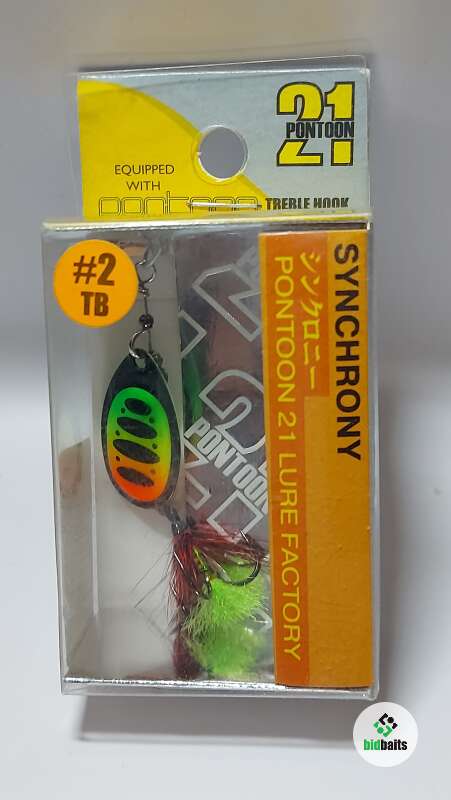 21
PONTOON
EQUIPPED
WITH
TREBLE HOOK
#2
TB
SYNCHRONY
シンクロニー
PONTOON 21 LURE FACTORY
PONTOON
bidbaits